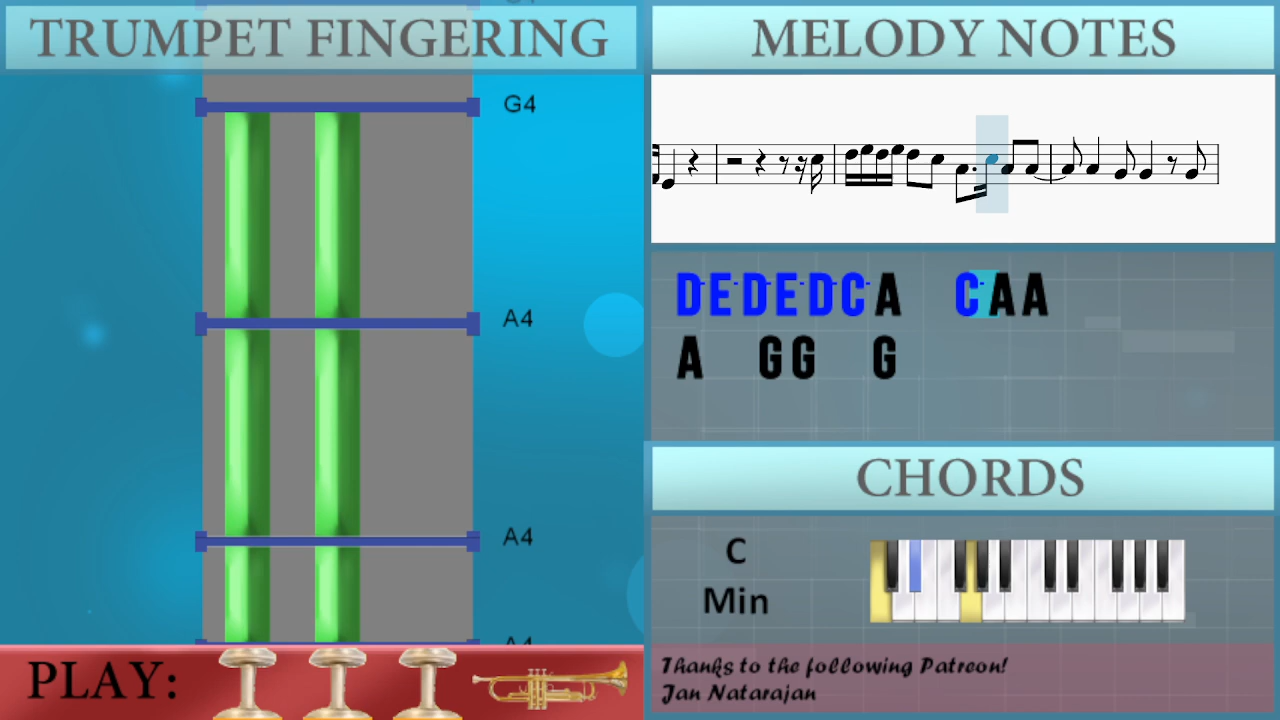 TRUMPET FINGERING
G4
A4
A4
A4
PLAY:
MELODY NOTES
DEDEDCA CAA
A GG G
CHORDS
C
Min
Thanks to the following Patreon!
Jan Natarajan